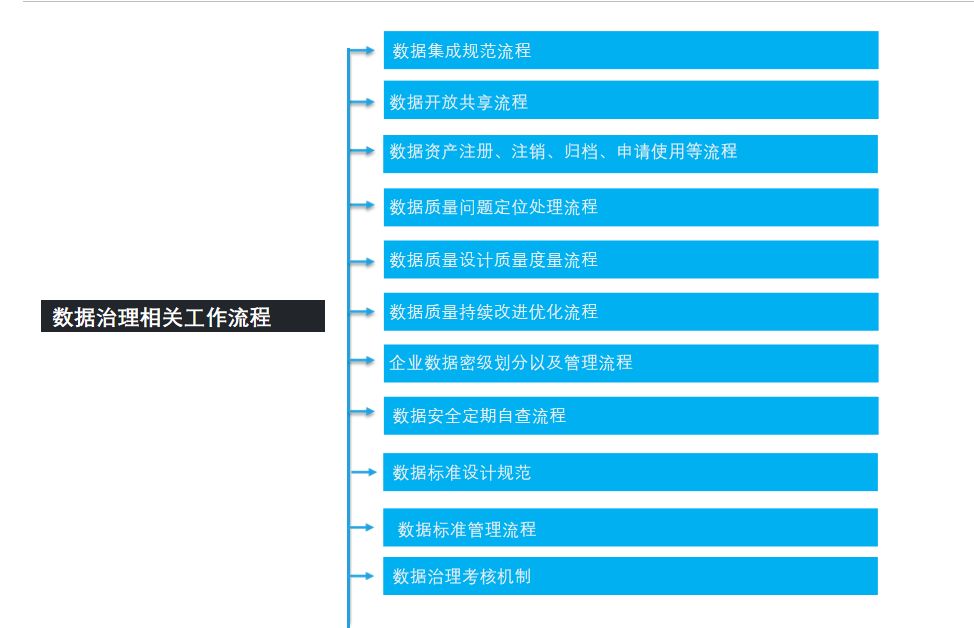 数据集成规范流程
数据开放共享流程
数据资产注册、注销、归档、申请使用等流程
数据质量问题定位处理流程
数据质量设计质量度量流程
数据治理相关工作流程
数据质量持续改进优化流程
企业数据密级划分以及管理流程
数据安全定期自查流程
数据标准设计规范
数据标准管理流程
数据治理考核机制